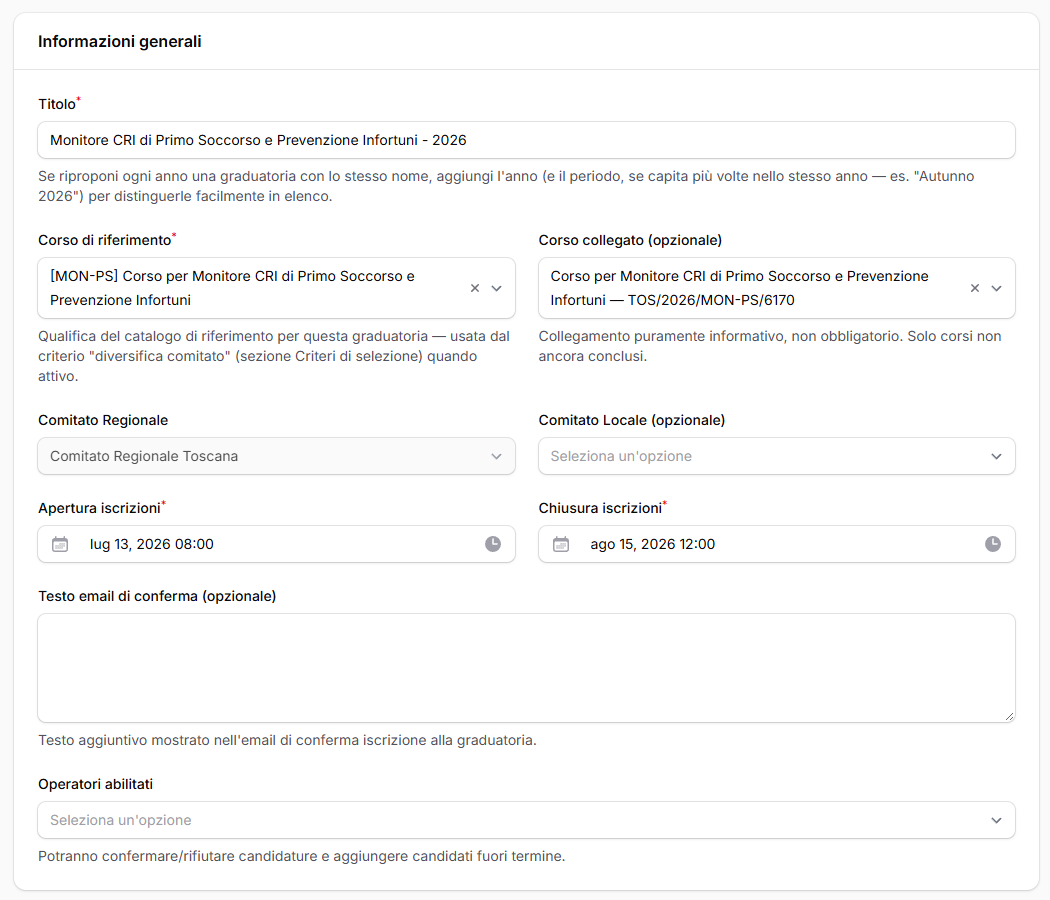 Informazioni generali
Titolo*
Monitore CRI di Primo Soccorso e Prevenzione Infortuni - 2026
Se riproponi ogni anno una graduatoria con lo stesso nome, aggiungi l'anno (e il periodo, se capita più volte nello stesso anno — es. "Autunno
2026") per distinguerle facilmente in elenco.
Corso di riferimento*
[MON-PS] Corso per Monitore CRI di Primo Soccorso e
Prevenzione Infortuni
Qualifica del catalogo di riferimento per questa graduatoria — usata dal
criterio "diversifica comitato" (sezione Criteri di selezione) quando
attivo.
Corso collegato (opzionale)
Corso per Monitore CRI di Primo Soccorso e Prevenzione
Infortuni — TOS/2026/MON-PS/6170
Collegamento puramente informativo, non obbligatorio. Solo corsi non
ancora conclusi.
Comitato Regionale
Comitato Regionale Toscana
Comitato Locale (opzionale)
Seleziona un'opzione
Apertura iscrizioni*
lug 13, 2026 08:00
Chiusura iscrizioni*
ago 15, 2026 12:00
Testo email di conferma (opzionale)
Testo aggiuntivo mostrato nell'email di conferma iscrizione alla graduatoria.
Operatori abilitati
Seleziona un'opzione
Potranno confermare/rifiutare candidature e aggiungere candidati fuori termine.